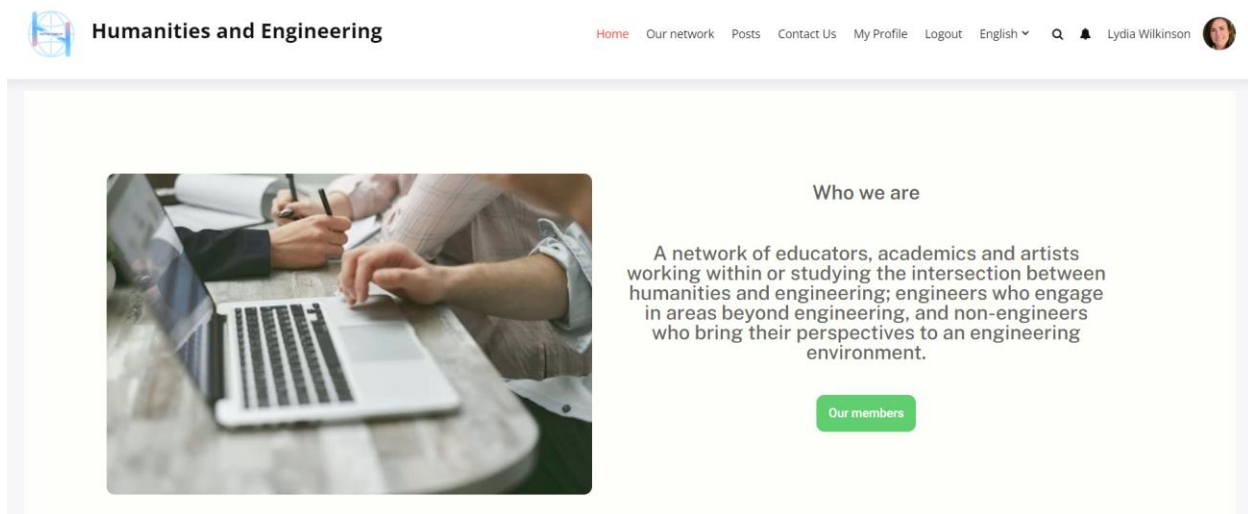 Humanities and Engineering
Home Our network Posts Contact Us My Profile Logout English Lydia Wilkinson
Who we are
A network of educators, academics and artists
working within or studying the intersection between
humanities and engineering; engineers who engage
in areas beyond engineering, and non-engineers
who bring their perspectives to an engineering
environment.
Our members